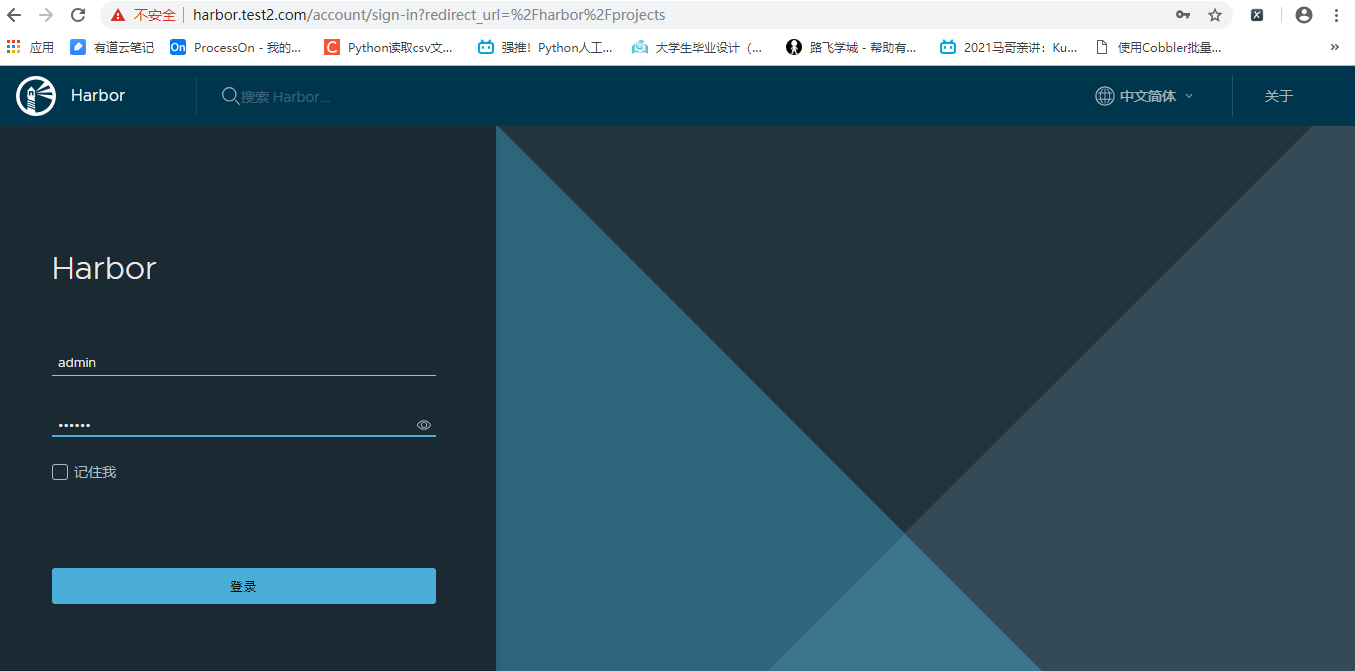 不安全 harbor.test2.com/account/sign-in?redirect_url=%2Fharbor%2Fprojects
应用 有道云笔记 On ProcessOn - 我的... C Python读取csv文... 强推！Python人工... 大学生毕业设计（... 路飞学城 - 帮助有... 2021马哥亲讲：Ku... 使用Cobbler批量... »
Harbor 搜索 Harbor... 中文简体 关于
Harbor
admin
••••••
记住我
登录